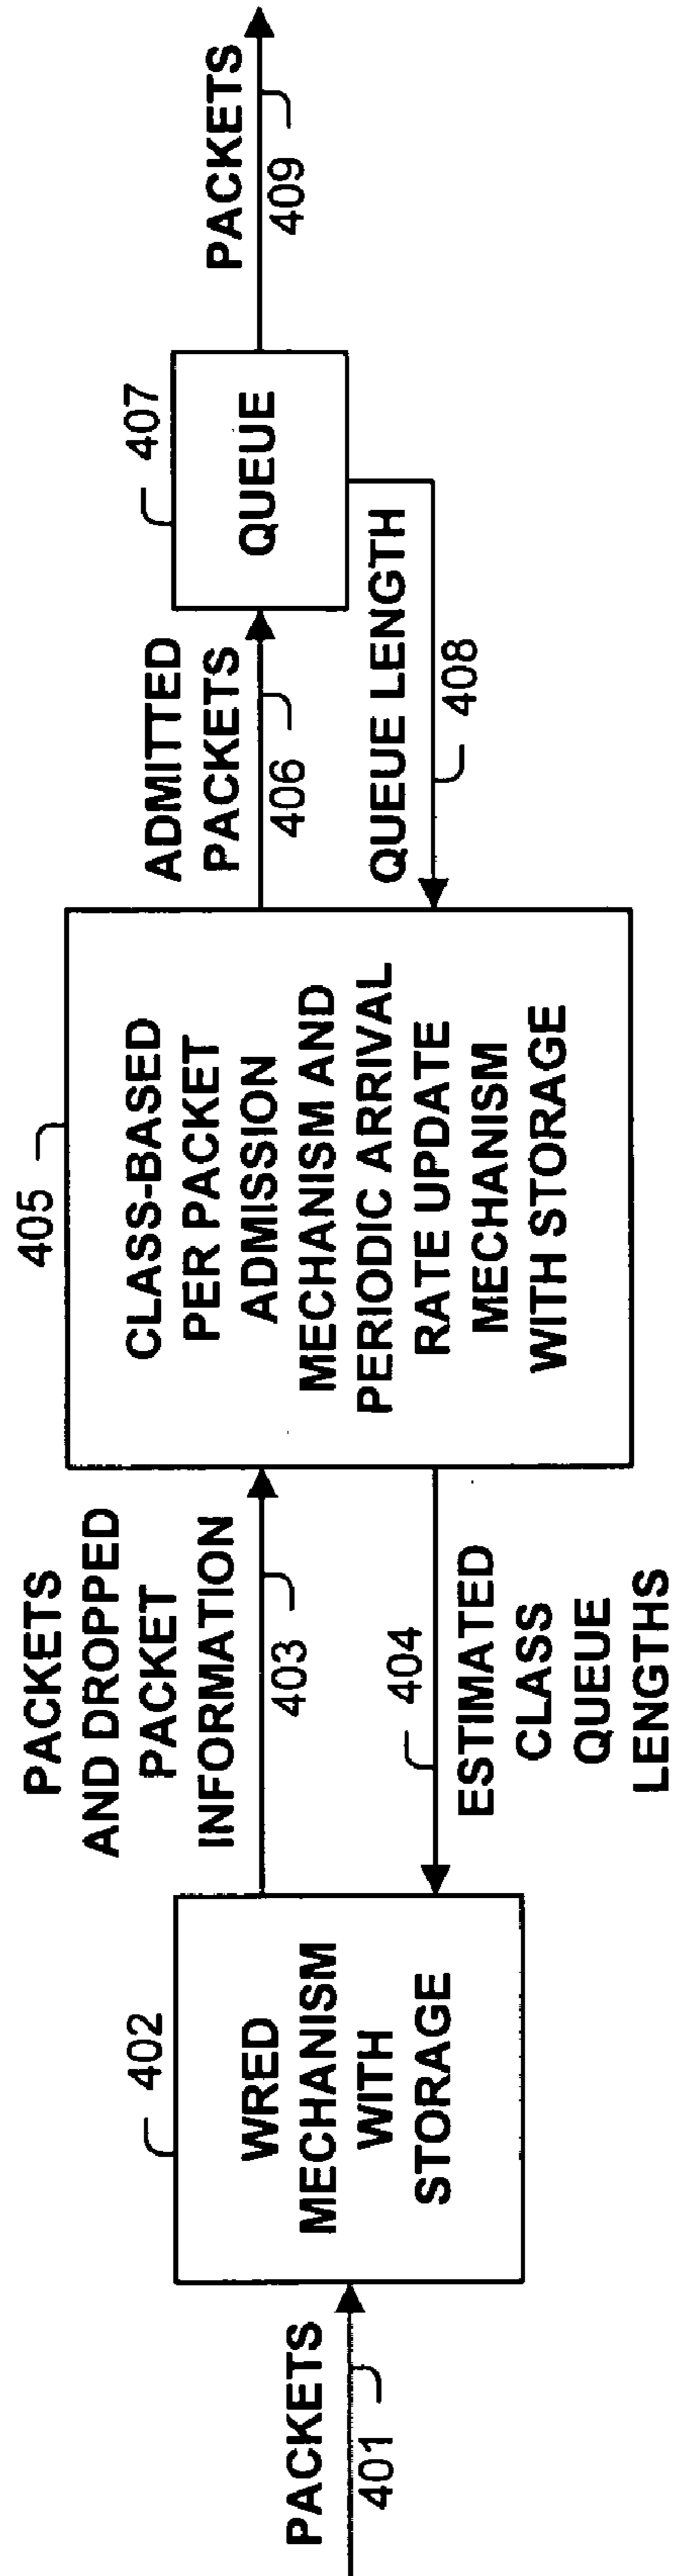 PACKETS
401
402
WRED
MECHANISM
WITH
STORAGE
PACKETS
AND DROPPED
PACKET
INFORMATION
403
404
ESTIMATED
CLASS
QUEUE
LENGTHS
405
CLASS-BASED
PER PACKET
ADMISSION
MECHANISM AND
PERIODIC ARRIVAL
RATE UPDATE
MECHANISM
WITH STORAGE
ADMITTED
PACKETS
406
QUEUE LENGTH
408
407
QUEUE
PACKETS
409